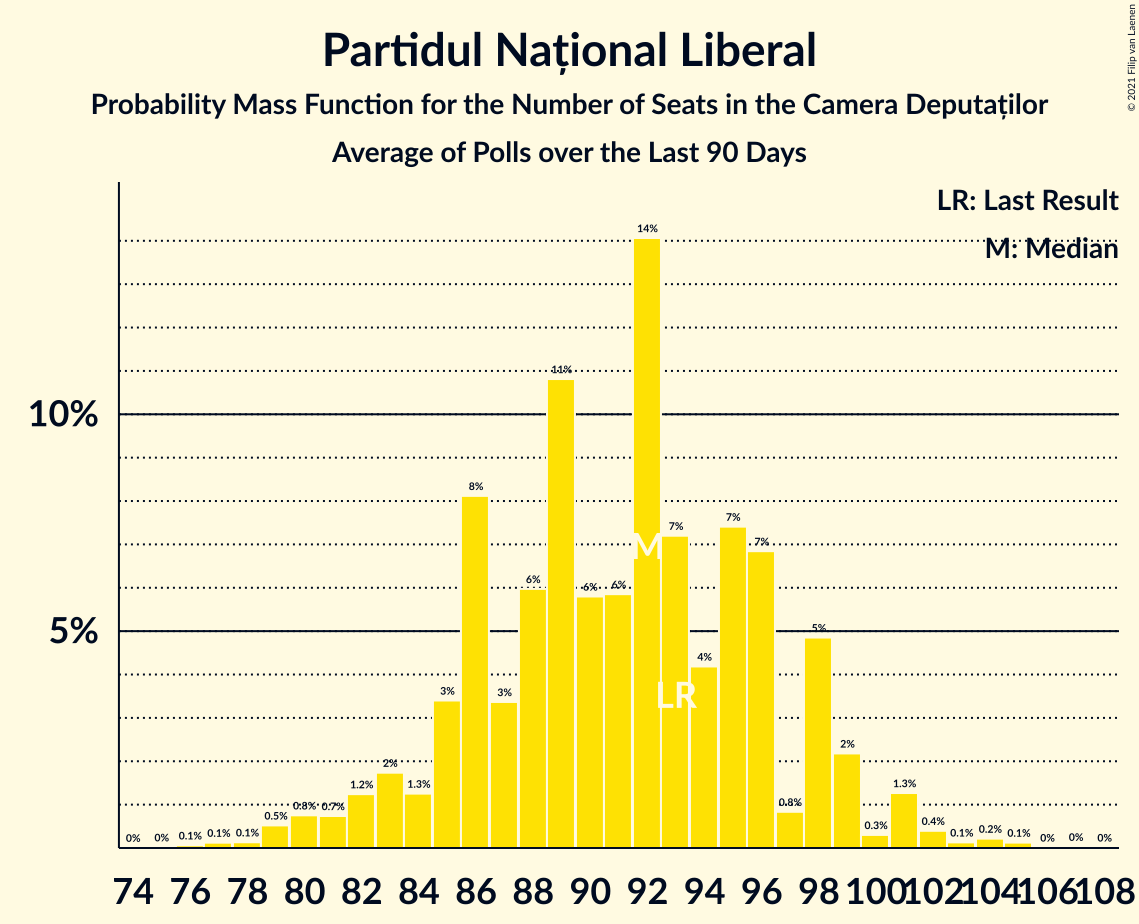 Partidul Național Liberal
Probability Mass Function for the Number of Seats in the Camera Deputaților
Average of Polls over the Last 90 Days
© 2021 Filip van Laenen
LR: Last Result
M: Median
10%
5%
0% 0% 0.1% 0.1% 0.1% 0.5% 0.8% 0.7% 1.2% 2% 1.3% 3% 8% 3% 6% 11% 6% 6% 14% 7% 4% 7% 7% 0.8% 5% 2% 0.3% 1.3% 0.4% 0.1% 0.2% 0.1% 0% 0% 0%
M
LR
74 76 78 80 82 84 86 88 90 92 94 96 98 100 102 104 106 108